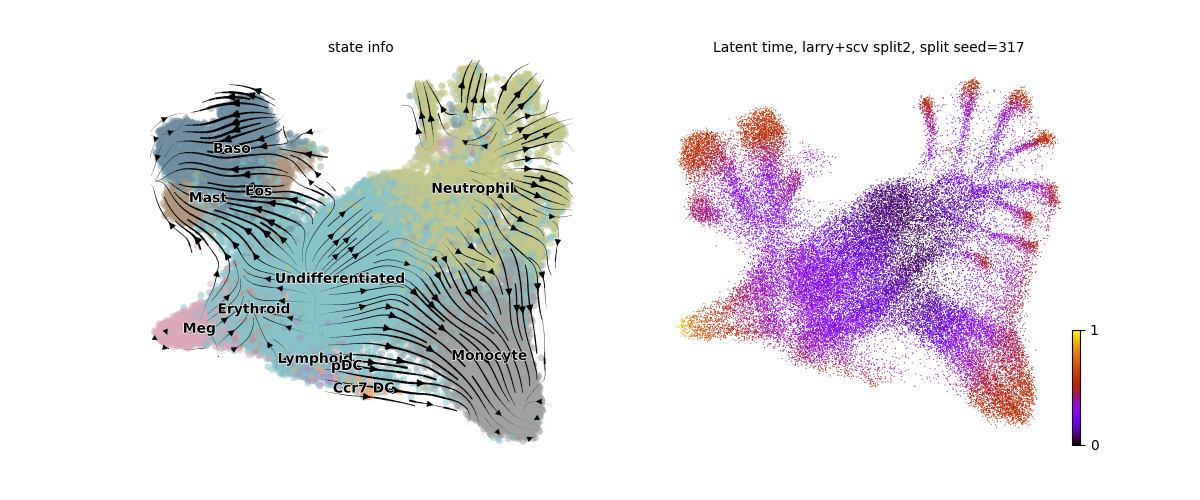 state info
Latent time, larry+scv split2, split seed=317
Baso
Eos
Mast
Neutrophil
Undifferentiated
Erythroid
Meg
Lymphoid
Monocyte
pDC
Ccr7 DC
1
0